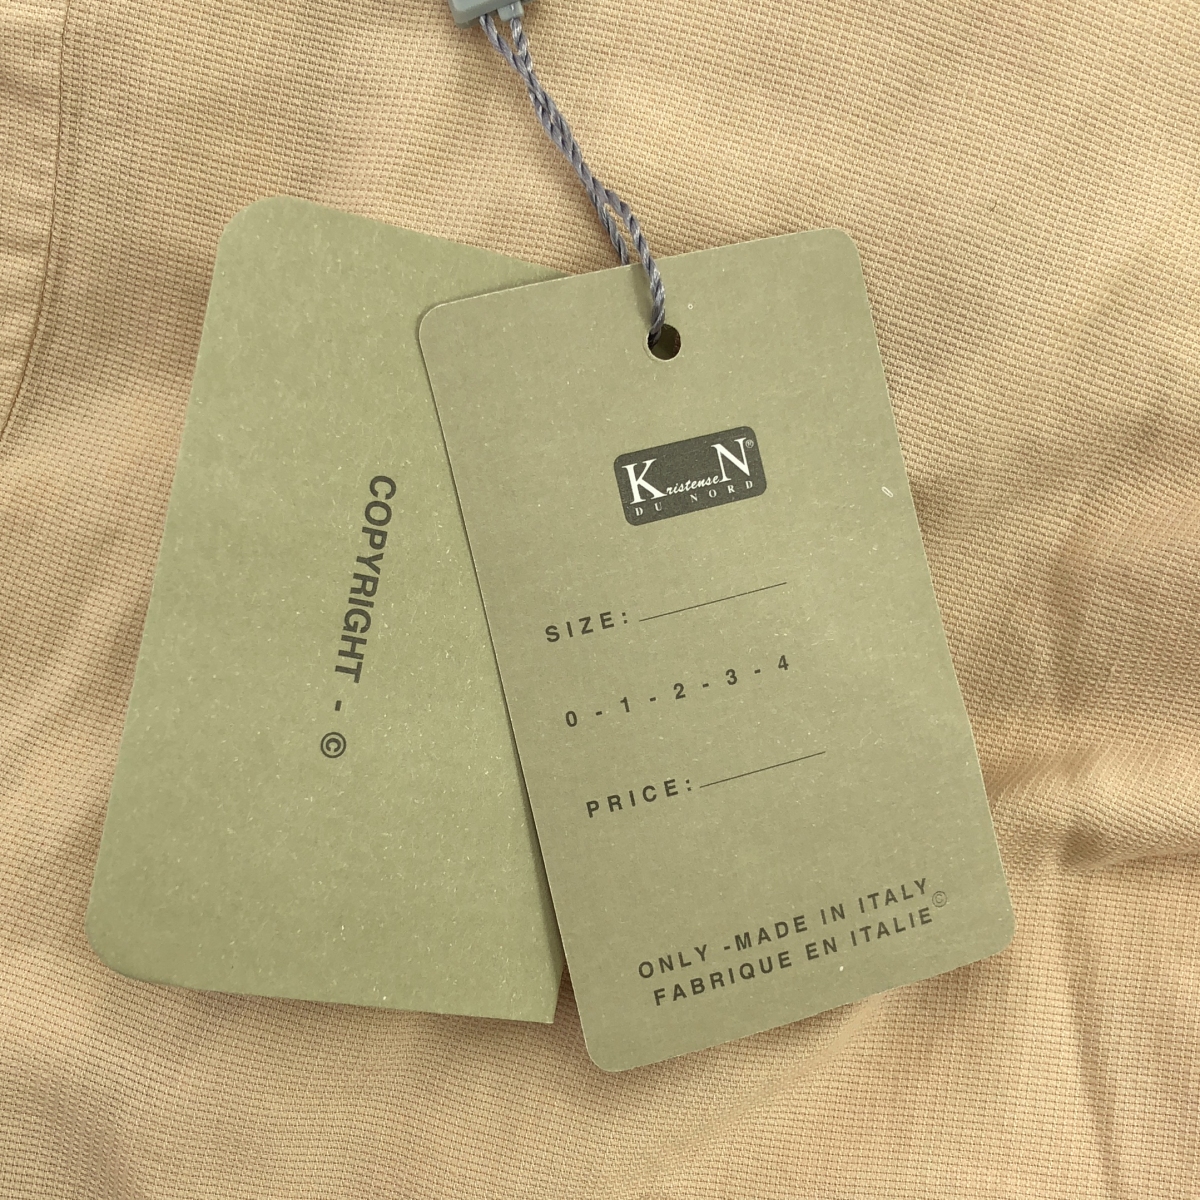 COPYRIGHT - ©
KristenseN®
DU NORD
SIZE:
0 - 1 - 2 - 3 - 4
PRICE:
ONLY -MADE IN ITALY
FABRIQUE EN ITALIE©